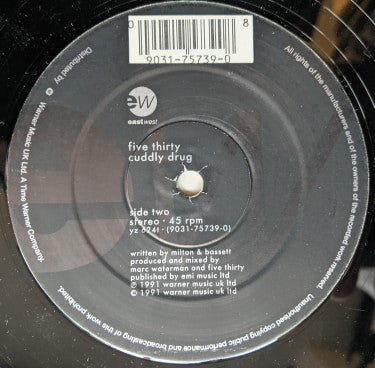 0
8
9031-75739-0
ew
eastwest
five thirty
cuddly drug
side two
stereo · 45 rpm
yz 624t · (9031-75739-0)
written by milton & bassett
produced and mixed by
marc waterman and five thirty
published by emi music ltd
℗ 1991 warner music uk ltd
© 1991 warner music uk ltd
Distributed by Warner Music UK Ltd. A Time Warner Company.
All rights of the manufacturers and of the owners of the recorded work reserved.
Unauthorised copying public performance and broadcasting of this work prohibited.